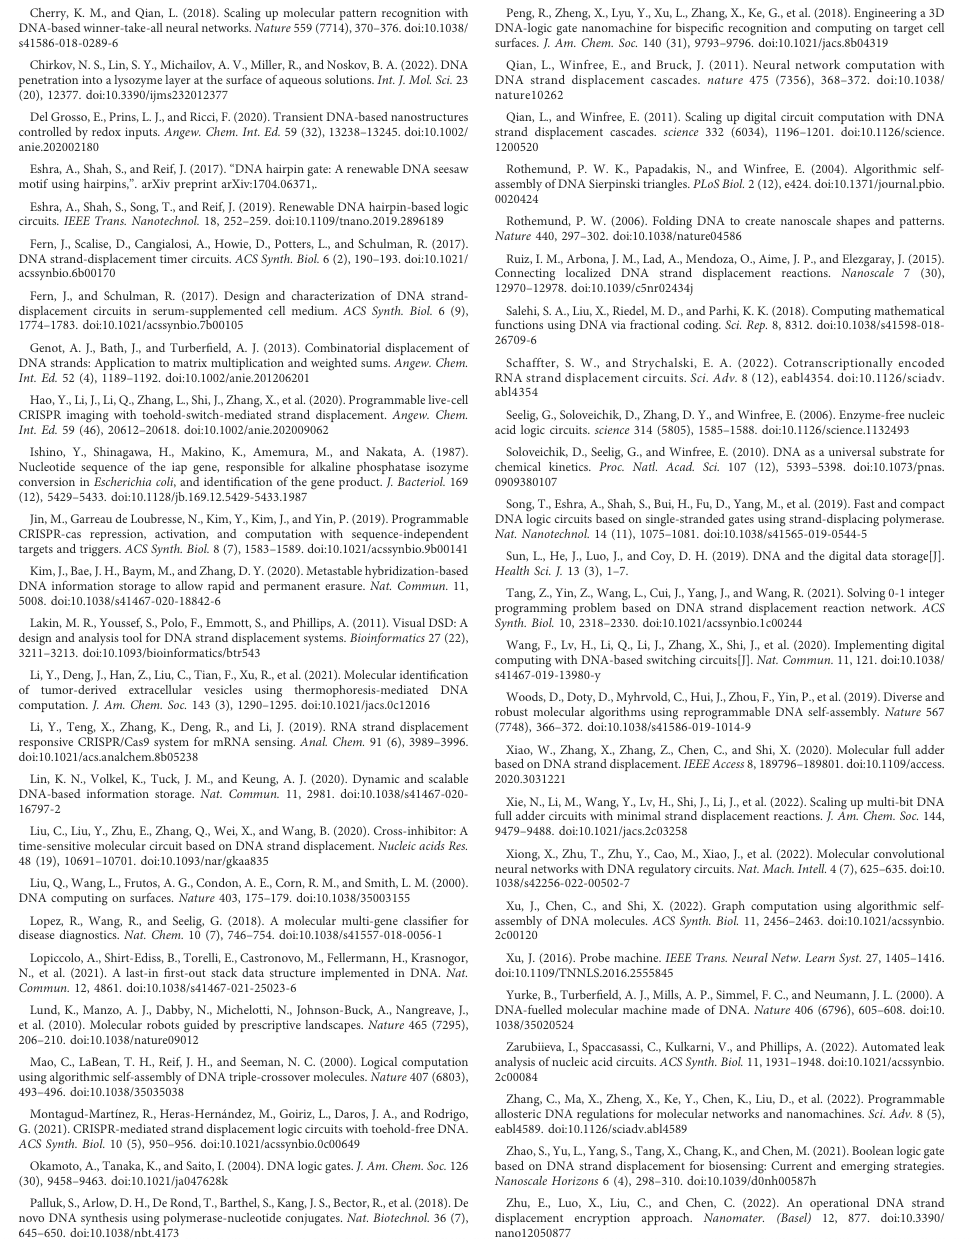 Cherry, K. M., and Qian, L. (2018). Scaling up molecular pattern recognition with
DNA-based winner-take-all neural networks. Nature 559 (7714), 370–376. doi:10.1038/
s41586-018-0289-6
Chirkov, N. S., Lin, S. Y., Michailov, A. V., Miller, R., and Noskov, B. A. (2022). DNA
penetration into a lysozyme layer at the surface of aqueous solutions. Int. J. Mol. Sci. 23
(20), 12377. doi:10.3390/ijms232012377
Del Grosso, E., Prins, L. J., and Ricci, F. (2020). Transient DNA-based nanostructures
controlled by redox inputs. Angew. Chem. Int. Ed. 59 (32), 13238–13245. doi:10.1002/
anie.202002180
Eshra, A., Shah, S., and Reif, J. (2017). “DNA hairpin gate: A renewable DNA seesaw
motif using hairpins,”. arXiv preprint arXiv:1704.06371,.
Eshra, A., Shah, S., Song, T., and Reif, J. (2019). Renewable DNA hairpin-based logic
circuits. IEEE Trans. Nanotechnol. 18, 252–259. doi:10.1109/tnano.2019.2896189
Fern, J., Scalise, D., Cangialosi, A., Howie, D., Potters, L., and Schulman, R. (2017).
DNA strand-displacement timer circuits. ACS Synth. Biol. 6 (2), 190–193. doi:10.1021/
acssynbio.6b00170
Fern, J., and Schulman, R. (2017). Design and characterization of DNA strand-
displacement circuits in serum-supplemented cell medium. ACS Synth. Biol. 6 (9),
1774–1783. doi:10.1021/acssynbio.7b00105
Genot, A. J., Bath, J., and Turberfield, A. J. (2013). Combinatorial displacement of
DNA strands: Application to matrix multiplication and weighted sums. Angew. Chem.
Int. Ed. 52 (4), 1189–1192. doi:10.1002/anie.201206201
Hao, Y., Li, J., Li, Q., Zhang, L., Shi, J., Zhang, X., et al. (2020). Programmable live-cell
CRISPR imaging with toehold-switch-mediated strand displacement. Angew. Chem.
Int. Ed. 59 (46), 20612–20618. doi:10.1002/anie.202009062
Ishino, Y., Shinagawa, H., Makino, K., Amemura, M., and Nakata, A. (1987).
Nucleotide sequence of the iap gene, responsible for alkaline phosphatase isozyme
conversion in Escherichia coli, and identification of the gene product. J. Bacteriol. 169
(12), 5429–5433. doi:10.1128/jb.169.12.5429-5433.1987
Jin, M., Garreau de Loubresse, N., Kim, Y., Kim, J., and Yin, P. (2019). Programmable
CRISPR-cas repression, activation, and computation with sequence-independent
targets and triggers. ACS Synth. Biol. 8 (7), 1583–1589. doi:10.1021/acssynbio.9b00141
Kim, J., Bae, J. H., Baym, M., and Zhang, D. Y. (2020). Metastable hybridization-based
DNA information storage to allow rapid and permanent erasure. Nat. Commun. 11,
5008. doi:10.1038/s41467-020-18842-6
Lakin, M. R., Youssef, S., Polo, F., Emmott, S., and Phillips, A. (2011). Visual DSD: A
design and analysis tool for DNA strand displacement systems. Bioinformatics 27 (22),
3211–3213. doi:10.1093/bioinformatics/btr543
Li, Y., Deng, J., Han, Z., Liu, C., Tian, F., Xu, R., et al. (2021). Molecular identification
of tumor-derived extracellular vesicles using thermophoresis-mediated DNA
computation. J. Am. Chem. Soc. 143 (3), 1290–1295. doi:10.1021/jacs.0c12016
Li, Y., Teng, X., Zhang, K., Deng, R., and Li, J. (2019). RNA strand displacement
responsive CRISPR/Cas9 system for mRNA sensing. Anal. Chem. 91 (6), 3989–3996.
doi:10.1021/acs.analchem.8b05238
Lin, K. N., Volkel, K., Tuck, J. M., and Keung, A. J. (2020). Dynamic and scalable
DNA-based information storage. Nat. Commun. 11, 2981. doi:10.1038/s41467-020-
16797-2
Liu, C., Liu, Y., Zhu, E., Zhang, Q., Wei, X., and Wang, B. (2020). Cross-inhibitor: A
time-sensitive molecular circuit based on DNA strand displacement. Nucleic acids Res.
48 (19), 10691–10701. doi:10.1093/nar/gkaa835
Liu, Q., Wang, L., Frutos, A. G., Condon, A. E., Corn, R. M., and Smith, L. M. (2000).
DNA computing on surfaces. Nature 403, 175–179. doi:10.1038/35003155
Lopez, R., Wang, R., and Seelig, G. (2018). A molecular multi-gene classifier for
disease diagnostics. Nat. Chem. 10 (7), 746–754. doi:10.1038/s41557-018-0056-1
Lopiccolo, A., Shirt-Ediss, B., Torelli, E., Castronovo, M., Fellermann, H., Krasnogor,
N., et al. (2021). A last-in first-out stack data structure implemented in DNA. Nat.
Commun. 12, 4861. doi:10.1038/s41467-021-25023-6
Lund, K., Manzo, A. J., Dabby, N., Michelotti, N., Johnson-Buck, A., Nangreave, J.,
et al. (2010). Molecular robots guided by prescriptive landscapes. Nature 465 (7295),
206–210. doi:10.1038/nature09012
Mao, C., LaBean, T. H., Reif, J. H., and Seeman, N. C. (2000). Logical computation
using algorithmic self-assembly of DNA triple-crossover molecules. Nature 407 (6803),
493–496. doi:10.1038/35035038
Montagud-Martínez, R., Heras-Hernández, M., Goiriz, L., Daros, J. A., and Rodrigo,
G. (2021). CRISPR-mediated strand displacement logic circuits with toehold-free DNA.
ACS Synth. Biol. 10 (5), 950–956. doi:10.1021/acssynbio.0c00649
Okamoto, A., Tanaka, K., and Saito, I. (2004). DNA logic gates. J. Am. Chem. Soc. 126
(30), 9458–9463. doi:10.1021/ja047628k
Palluk, S., Arlow, D. H., De Rond, T., Barthel, S., Kang, J. S., Bector, R., et al. (2018). De
novo DNA synthesis using polymerase-nucleotide conjugates. Nat. Biotechnol. 36 (7),
645–650. doi:10.1038/nbt.4173
Peng, R., Zheng, X., Lyu, Y., Xu, L., Zhang, X., Ke, G., et al. (2018). Engineering a 3D
DNA-logic gate nanomachine for bispecific recognition and computing on target cell
surfaces. J. Am. Chem. Soc. 140 (31), 9793–9796. doi:10.1021/jacs.8b04319
Qian, L., Winfree, E., and Bruck, J. (2011). Neural network computation with
DNA strand displacement cascades. nature 475 (7356), 368–372. doi:10.1038/
nature10262
Qian, L., and Winfree, E. (2011). Scaling up digital circuit computation with DNA
strand displacement cascades. science 332 (6034), 1196–1201. doi:10.1126/science.
1200520
Rothemund, P. W. K., Papadakis, N., and Winfree, E. (2004). Algorithmic self-
assembly of DNA Sierpinski triangles. PLoS Biol. 2 (12), e424. doi:10.1371/journal.pbio.
0020424
Rothemund, P. W. (2006). Folding DNA to create nanoscale shapes and patterns.
Nature 440, 297–302. doi:10.1038/nature04586
Ruiz, I. M., Arbona, J. M., Lad, A., Mendoza, O., Aime, J. P., and Elezgaray, J. (2015).
Connecting localized DNA strand displacement reactions. Nanoscale 7 (30),
12970–12978. doi:10.1039/c5nr02434j
Salehi, S. A., Liu, X., Riedel, M. D., and Parhi, K. K. (2018). Computing mathematical
functions using DNA via fractional coding. Sci. Rep. 8, 8312. doi:10.1038/s41598-018-
26709-6
Schaffter, S. W., and Strychalski, E. A. (2022). Cotranscriptionally encoded
RNA strand displacement circuits. Sci. Adv. 8 (12), eabl4354. doi:10.1126/sciadv.
abl4354
Seelig, G., Soloveichik, D., Zhang, D. Y., and Winfree, E. (2006). Enzyme-free nucleic
acid logic circuits. science 314 (5805), 1585–1588. doi:10.1126/science.1132493
Soloveichik, D., Seelig, G., and Winfree, E. (2010). DNA as a universal substrate for
chemical kinetics. Proc. Natl. Acad. Sci. 107 (12), 5393–5398. doi:10.1073/pnas.
0909380107
Song, T., Eshra, A., Shah, S., Bui, H., Fu, D., Yang, M., et al. (2019). Fast and compact
DNA logic circuits based on single-stranded gates using strand-displacing polymerase.
Nat. Nanotechnol. 14 (11), 1075–1081. doi:10.1038/s41565-019-0544-5
Sun, L., He, J., Luo, J., and Coy, D. H. (2019). DNA and the digital data storage[J].
Health Sci. J. 13 (3), 1–7.
Tang, Z., Yin, Z., Wang, L., Cui, J., Yang, J., and Wang, R. (2021). Solving 0-1 integer
programming problem based on DNA strand displacement reaction network. ACS
Synth. Biol. 10, 2318–2330. doi:10.1021/acssynbio.1c00244
Wang, F., Lv, H., Li, Q., Li, J., Zhang, X., Shi, J., et al. (2020). Implementing digital
computing with DNA-based switching circuits[J]. Nat. Commun. 11, 121. doi:10.1038/
s41467-019-13980-y
Woods, D., Doty, D., Myhrvold, C., Hui, J., Zhou, F., Yin, P., et al. (2019). Diverse and
robust molecular algorithms using reprogrammable DNA self-assembly. Nature 567
(7748), 366–372. doi:10.1038/s41586-019-1014-9
Xiao, W., Zhang, X., Zhang, Z., Chen, C., and Shi, X. (2020). Molecular full adder
based on DNA strand displacement. IEEE Access 8, 189796–189801. doi:10.1109/access.
2020.3031221
Xie, N., Li, M., Wang, Y., Lv, H., Shi, J., Li, J., et al. (2022). Scaling up multi-bit DNA
full adder circuits with minimal strand displacement reactions. J. Am. Chem. Soc. 144,
9479–9488. doi:10.1021/jacs.2c03258
Xiong, X., Zhu, T., Zhu, Y., Cao, M., Xiao, J., et al. (2022). Molecular convolutional
neural networks with DNA regulatory circuits. Nat. Mach. Intell. 4 (7), 625–635. doi:10.
1038/s42256-022-00502-7
Xu, J., Chen, C., and Shi, X. (2022). Graph computation using algorithmic self-
assembly of DNA molecules. ACS Synth. Biol. 11, 2456–2463. doi:10.1021/acssynbio.
2c00120
Xu, J. (2016). Probe machine. IEEE Trans. Neural Netw. Learn Syst. 27, 1405–1416.
doi:10.1109/TNNLS.2016.2555845
Yurke, B., Turberfield, A. J., Mills, A. P., Simmel, F. C., and Neumann, J. L. (2000). A
DNA-fuelled molecular machine made of DNA. Nature 406 (6796), 605–608. doi:10.
1038/35020524
Zarubiieva, I., Spaccasassi, C., Kulkarni, V., and Phillips, A. (2022). Automated leak
analysis of nucleic acid circuits. ACS Synth. Biol. 11, 1931–1948. doi:10.1021/acssynbio.
2c00084
Zhang, C., Ma, X., Zheng, X., Ke, Y., Chen, K., Liu, D., et al. (2022). Programmable
allosteric DNA regulations for molecular networks and nanomachines. Sci. Adv. 8 (5),
eabl4589. doi:10.1126/sciadv.abl4589
Zhao, S., Yu, L., Yang, S., Tang, X., Chang, K., and Chen, M. (2021). Boolean logic gate
based on DNA strand displacement for biosensing: Current and emerging strategies.
Nanoscale Horizons 6 (4), 298–310. doi:10.1039/d0nh00587h
Zhu, E., Luo, X., Liu, C., and Chen, C. (2022). An operational DNA strand
displacement encryption approach. Nanomater. (Basel) 12, 877. doi:10.3390/
nano12050877